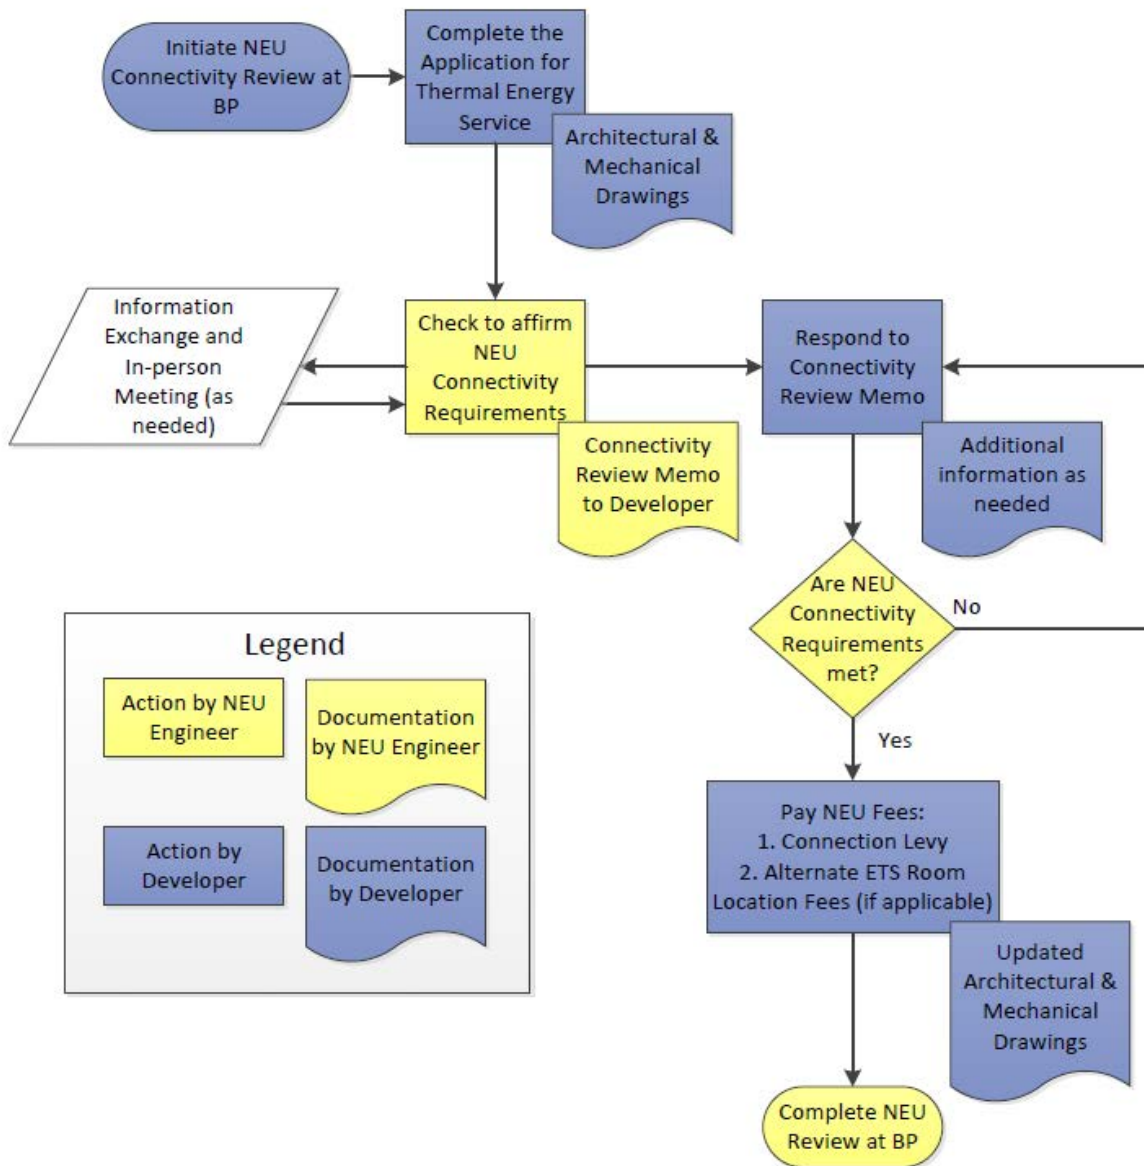 Initiate NEU
Connectivity Review at
BP
Complete the
Application for
Thermal Energy
Service
Architectural &
Mechanical
Drawings
Information
Exchange and
In-person
Meeting (as
needed)
Check to affirm
NEU
Connectivity
Requirements
Connectivity
Review Memo
to Developer
Respond to
Connectivity
Review Memo
Additional
information as
needed
Are NEU
Connectivity
Requirements
met?
No
Yes
Legend
Action by NEU
Engineer
Documentation
by NEU Engineer
Action by
Developer
Documentation
by Developer
Pay NEU Fees:
1. Connection Levy
2. Alternate ETS Room
Location Fees (if applicable)
Updated
Architectural &
Mechanical
Drawings
Complete NEU
Review at BP